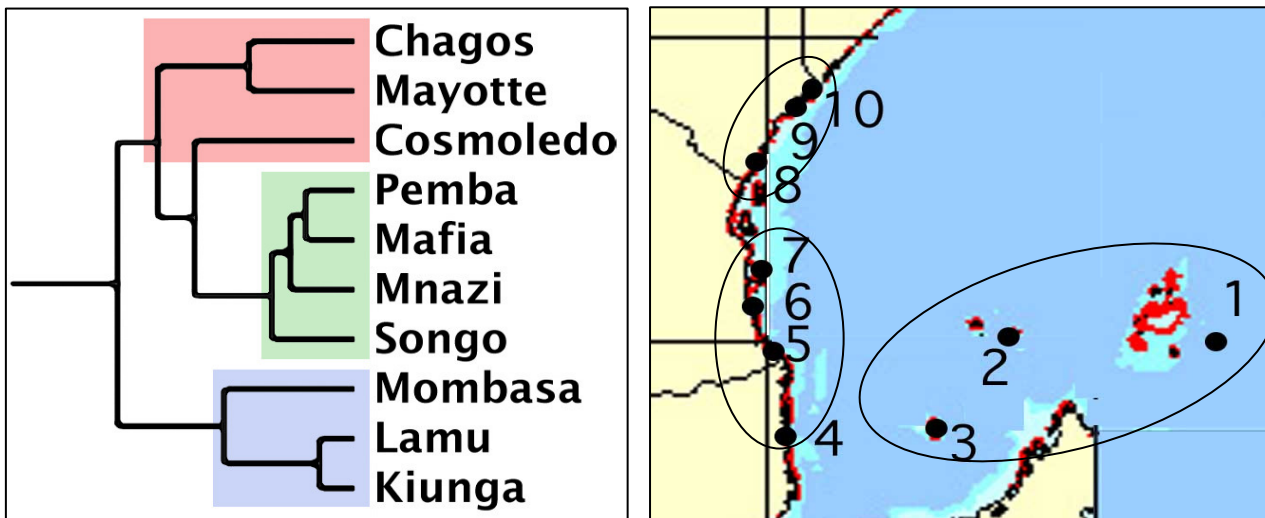 Chagos
Mayotte
Cosmoledo
Pemba
Mafia
Mnazi
Songo
Mombasa
Lamu
Kiunga
10
9
8
7
6
5
4
1
2
3